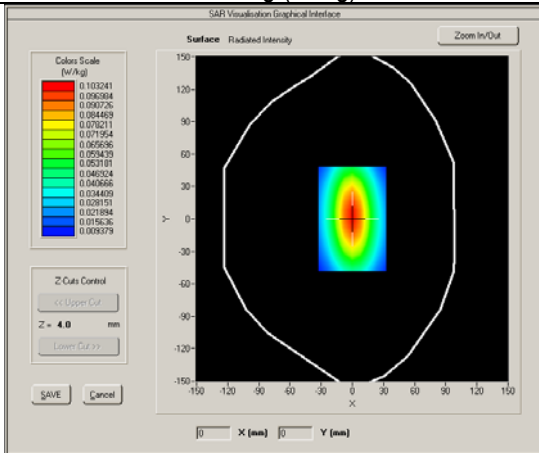 SAR Visualisation Graphical Interface
Surface Radiated Intensity
Zoom In/Out
Colors Scale
(W/kg)
0.103241
0.096984
0.090726
0.084469
0.078211
0.071954
0.065696
0.059439
0.053181
0.046924
0.040666
0.034409
0.028151
0.021894
0.015636
0.009379
150
120
90
60
30
0
-30
-60
-90
-120
-150
Y
-150 -120 -90 -60 -30 0 30 60 90 120 150
X
Z-Cuts Control
<< Upper Cut
Z = 4.0 mm
Lower Cut >>
SAVE Cancel
0 X (mm) 0 Y (mm)